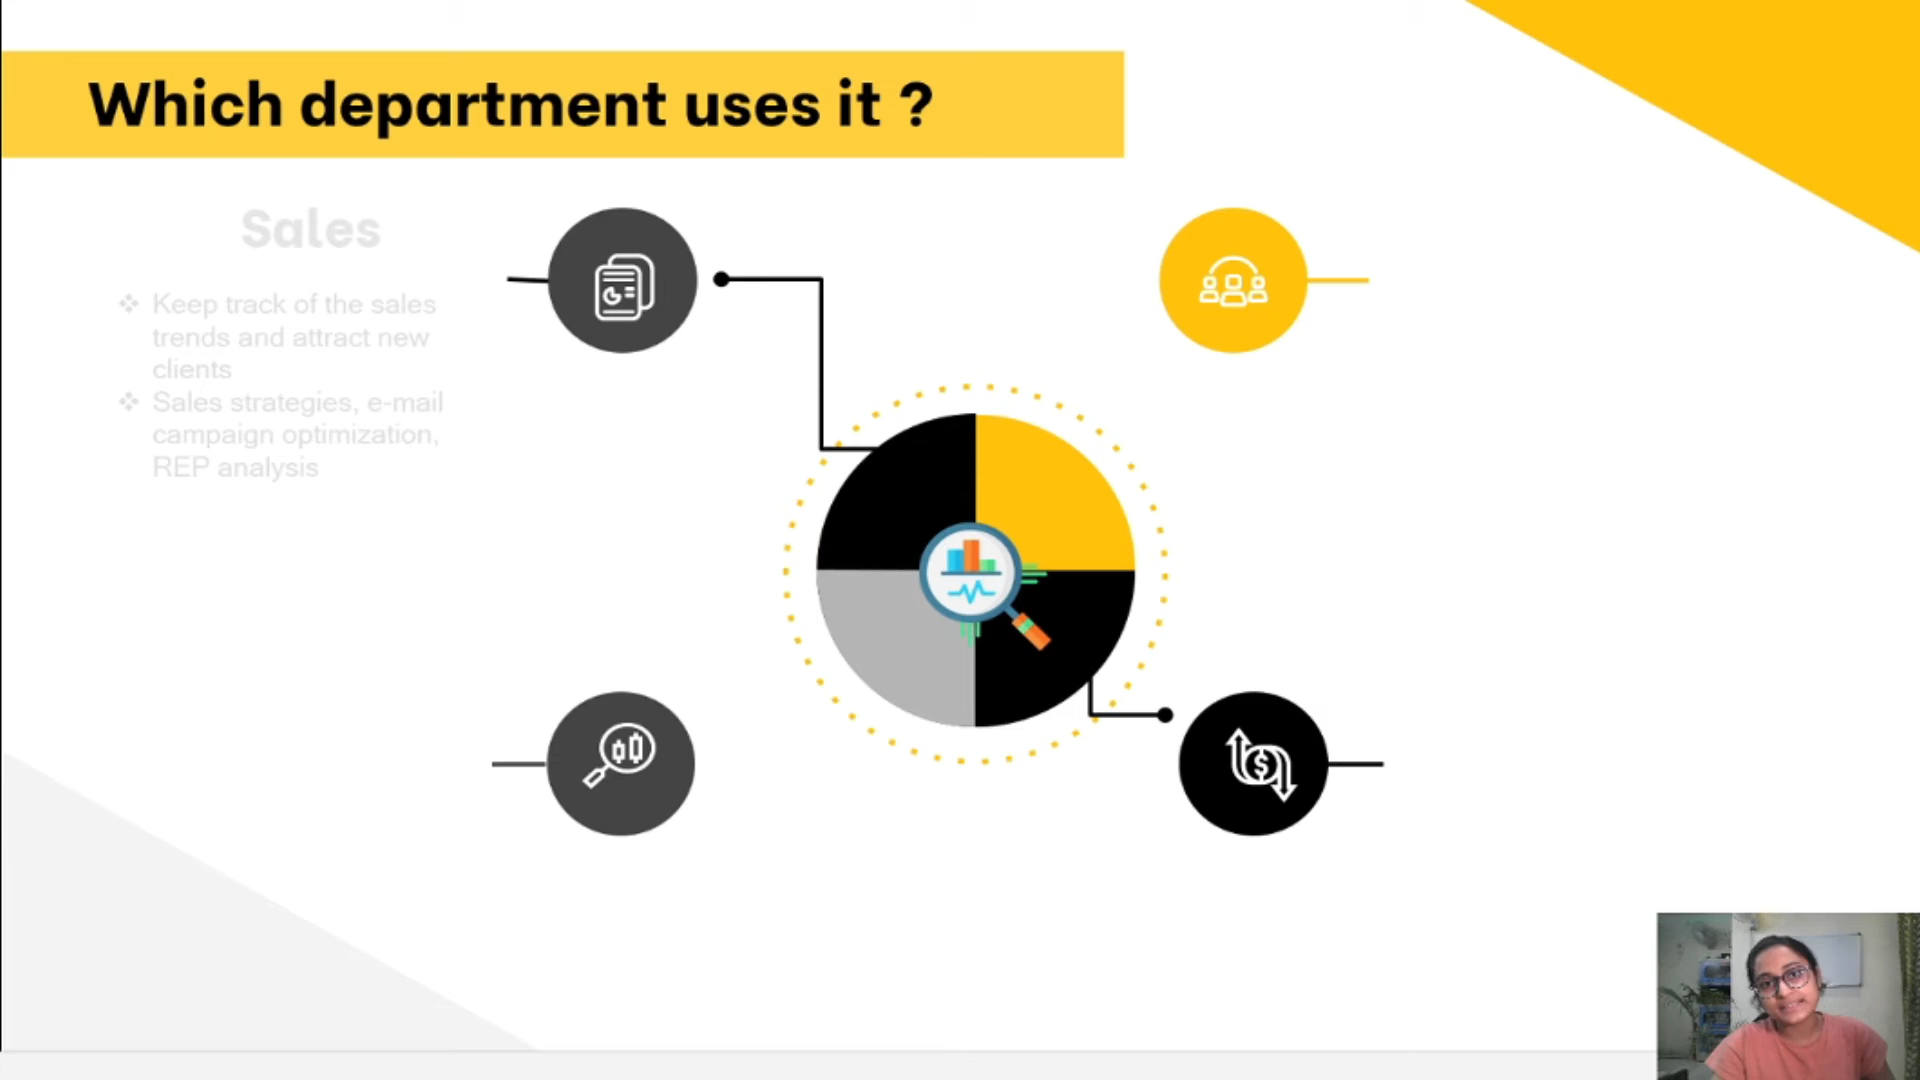 Which department uses it ?
Sales
❖ Keep track of the sales
trends and attract new
clients
❖ Sales strategies, e-mail
campaign optimization,
REP analysis